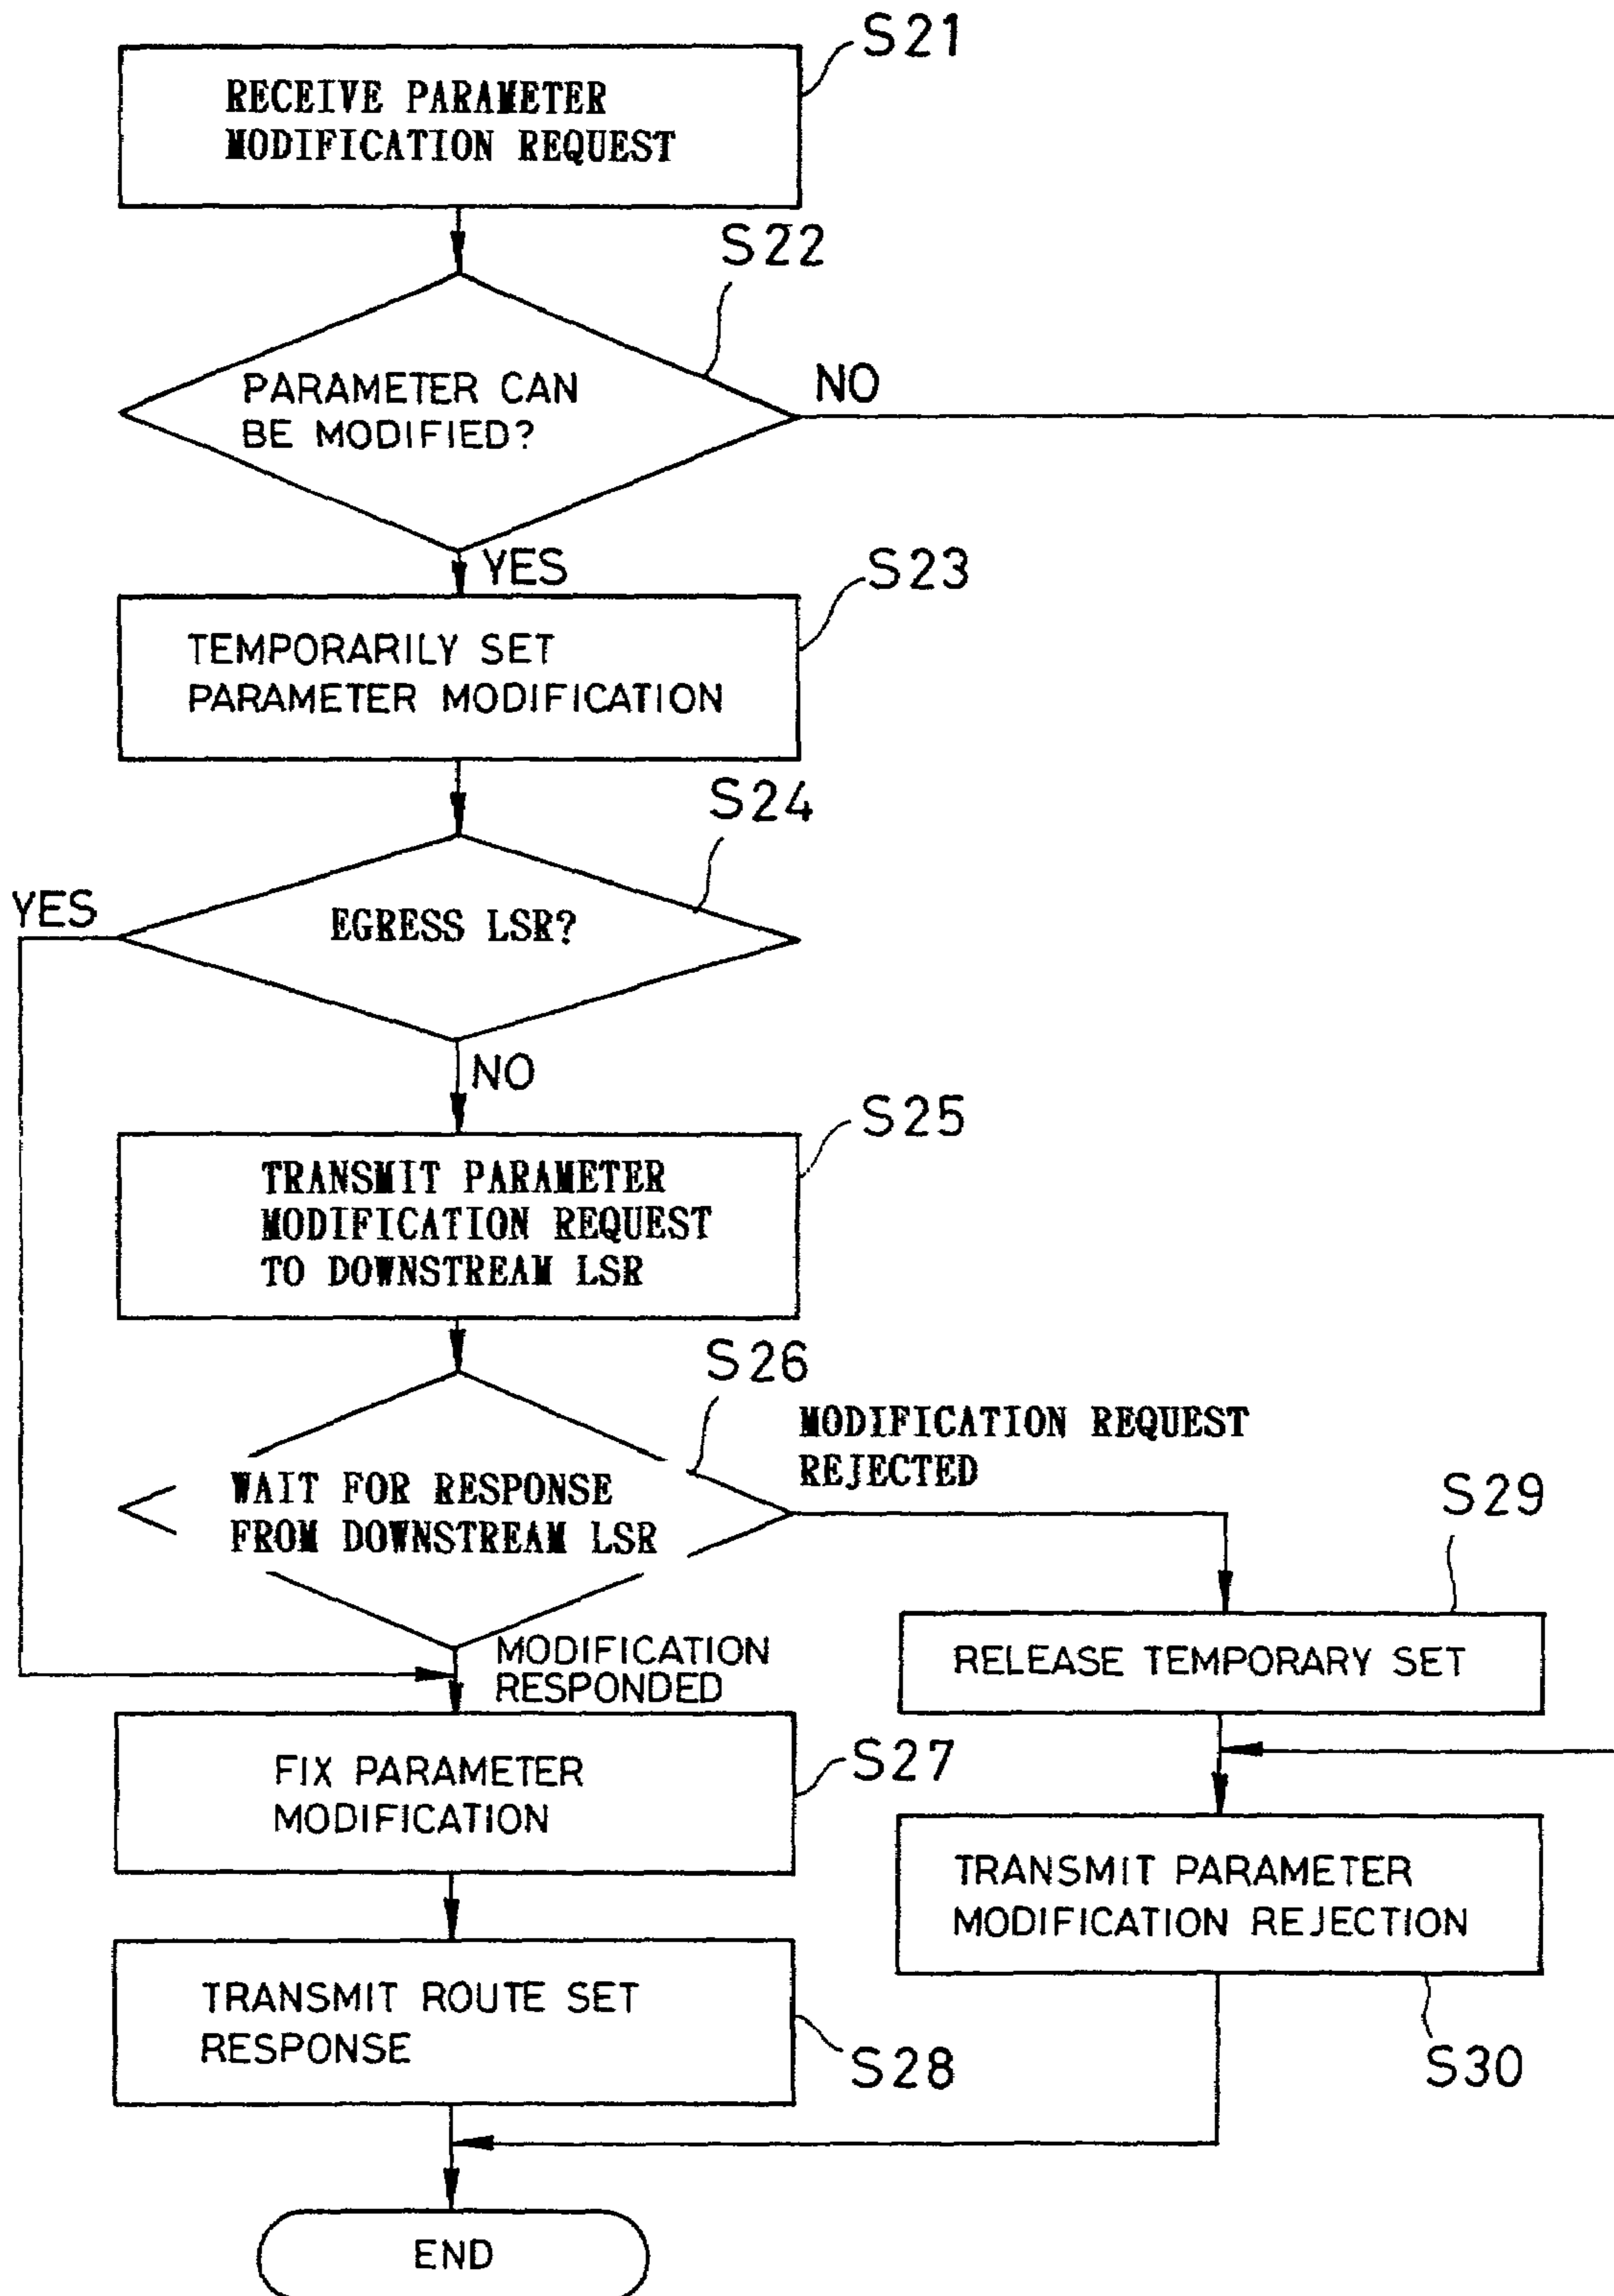 S21
RECEIVE PARAMETER
MODIFICATION REQUEST
S22
PARAMETER CAN
BE MODIFIED?
NO
YES
S23
TEMPORARILY SET
PARAMETER MODIFICATION
S24
YES
EGRESS LSR?
NO
S25
TRANSMIT PARAMETER
MODIFICATION REQUEST
TO DOWNSTREAM LSR
S26
MODIFICATION REQUEST
REJECTED
WAIT FOR RESPONSE
FROM DOWNSTREAM LSR
S29
MODIFICATION
RESPONDED
RELEASE TEMPORARY SET
S27
FIX PARAMETER
MODIFICATION
TRANSMIT PARAMETER
MODIFICATION REJECTION
TRANSMIT ROUTE SET
RESPONSE
S28
S30
END